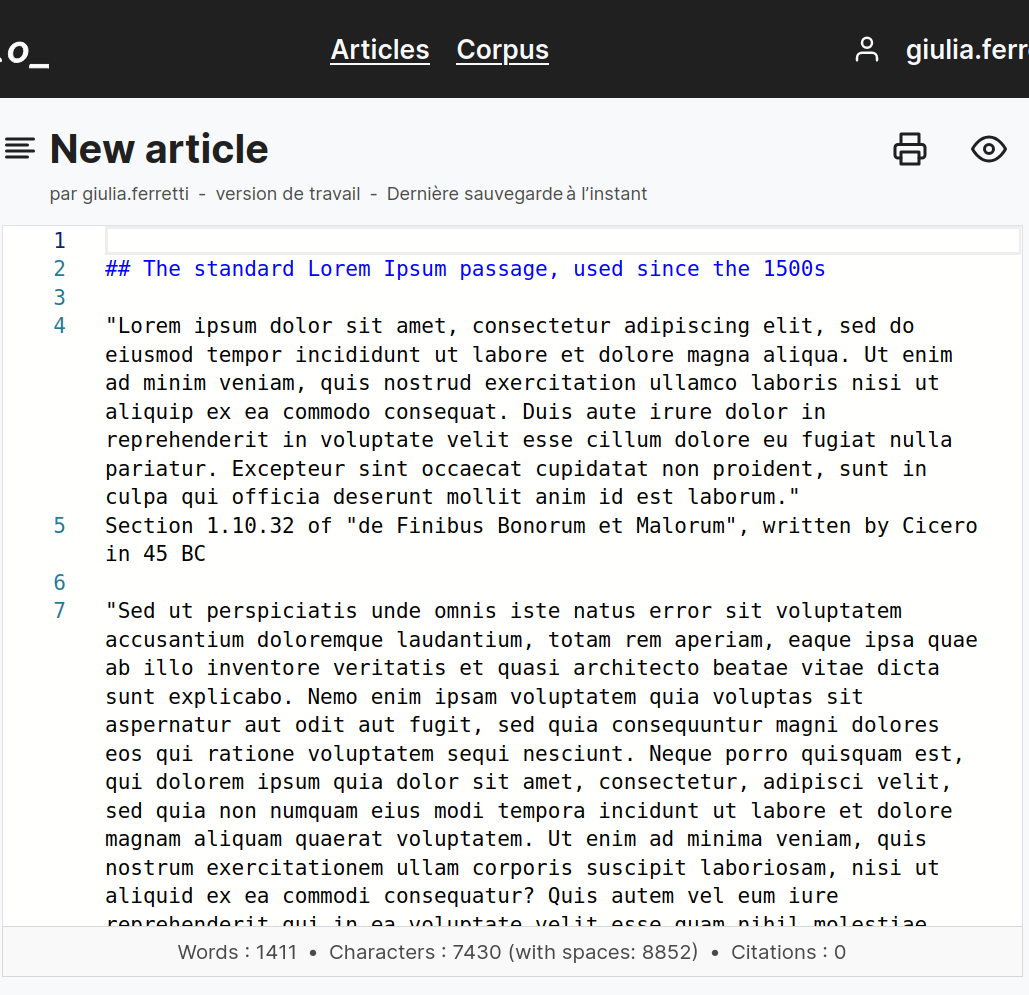 o_
Articles Corpus
New article
par giulia.ferretti - version de travail - Dernière sauvegarde à l’instant
1
2 ## The standard Lorem Ipsum passage, used since the 1500s
3
4 "Lorem ipsum dolor sit amet, consectetur adipiscing elit, sed do
eiusmod tempor incididunt ut labore et dolore magna aliqua. Ut enim
ad minim veniam, quis nostrud exercitation ullamco laboris nisi ut
aliquip ex ea commodo consequat. Duis aute irure dolor in
reprehenderit in voluptate velit esse cillum dolore eu fugiat nulla
pariatur. Excepteur sint occaecat cupidatat non proident, sunt in
culpa qui officia deserunt mollit anim id est laborum."
5 Section 1.10.32 of "de Finibus Bonorum et Malorum", written by Cicero
in 45 BC
6
7 "Sed ut perspiciatis unde omnis iste natus error sit voluptatem
accusantium doloremque laudantium, totam rem aperiam, eaque ipsa quae
ab illo inventore veritatis et quasi architecto beatae vitae dicta
sunt explicabo. Nemo enim ipsam voluptatem quia voluptas sit
aspernatur aut odit aut fugit, sed quia consequuntur magni dolores
eos qui ratione voluptatem sequi nesciunt. Neque porro quisquam est,
qui dolorem ipsum quia dolor sit amet, consectetur, adipisci velit,
sed quia non numquam eius modi tempora incidunt ut labore et dolore
magnam aliquam quaerat voluptatem. Ut enim ad minima veniam, quis
nostrum exercitationem ullam corporis suscipit laboriosam, nisi ut
aliquid ex ea commodi consequatur? Quis autem vel eum iure
reprehenderit qui in ea voluptate velit esse quam nihil molestiae
Words : 1411 • Characters : 7430 (with spaces: 8852) • Citations : 0